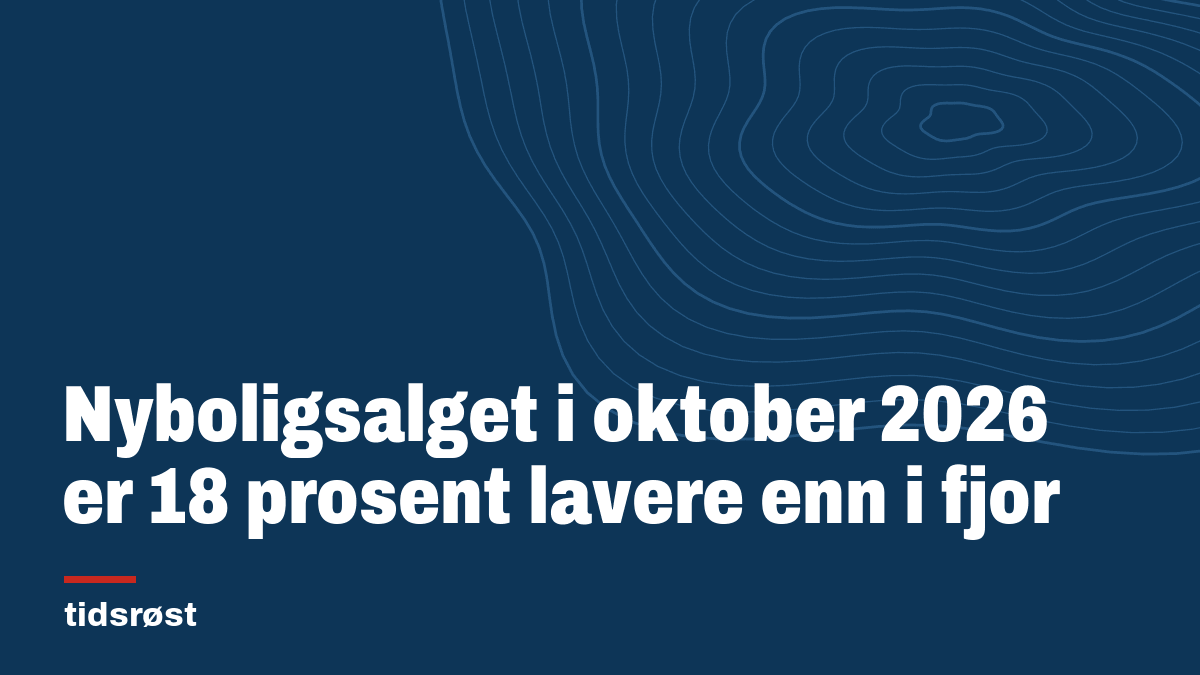 Nyboligsalget i oktober 2026
er 18 prosent lavere enn i fjor
tidsrøst